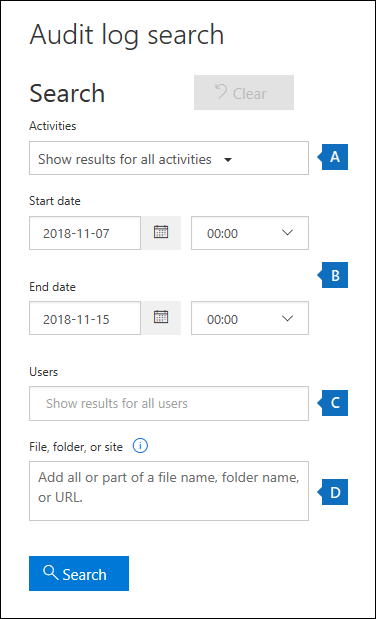 Audit log search
Search
Clear
Activities
Show results for all activities
A
Start date
2018-11-07
00:00
B
End date
2018-11-15
00:00
Users
Show results for all users
C
File, folder, or site
Add all or part of a file name, folder name,
or URL.
D
Search